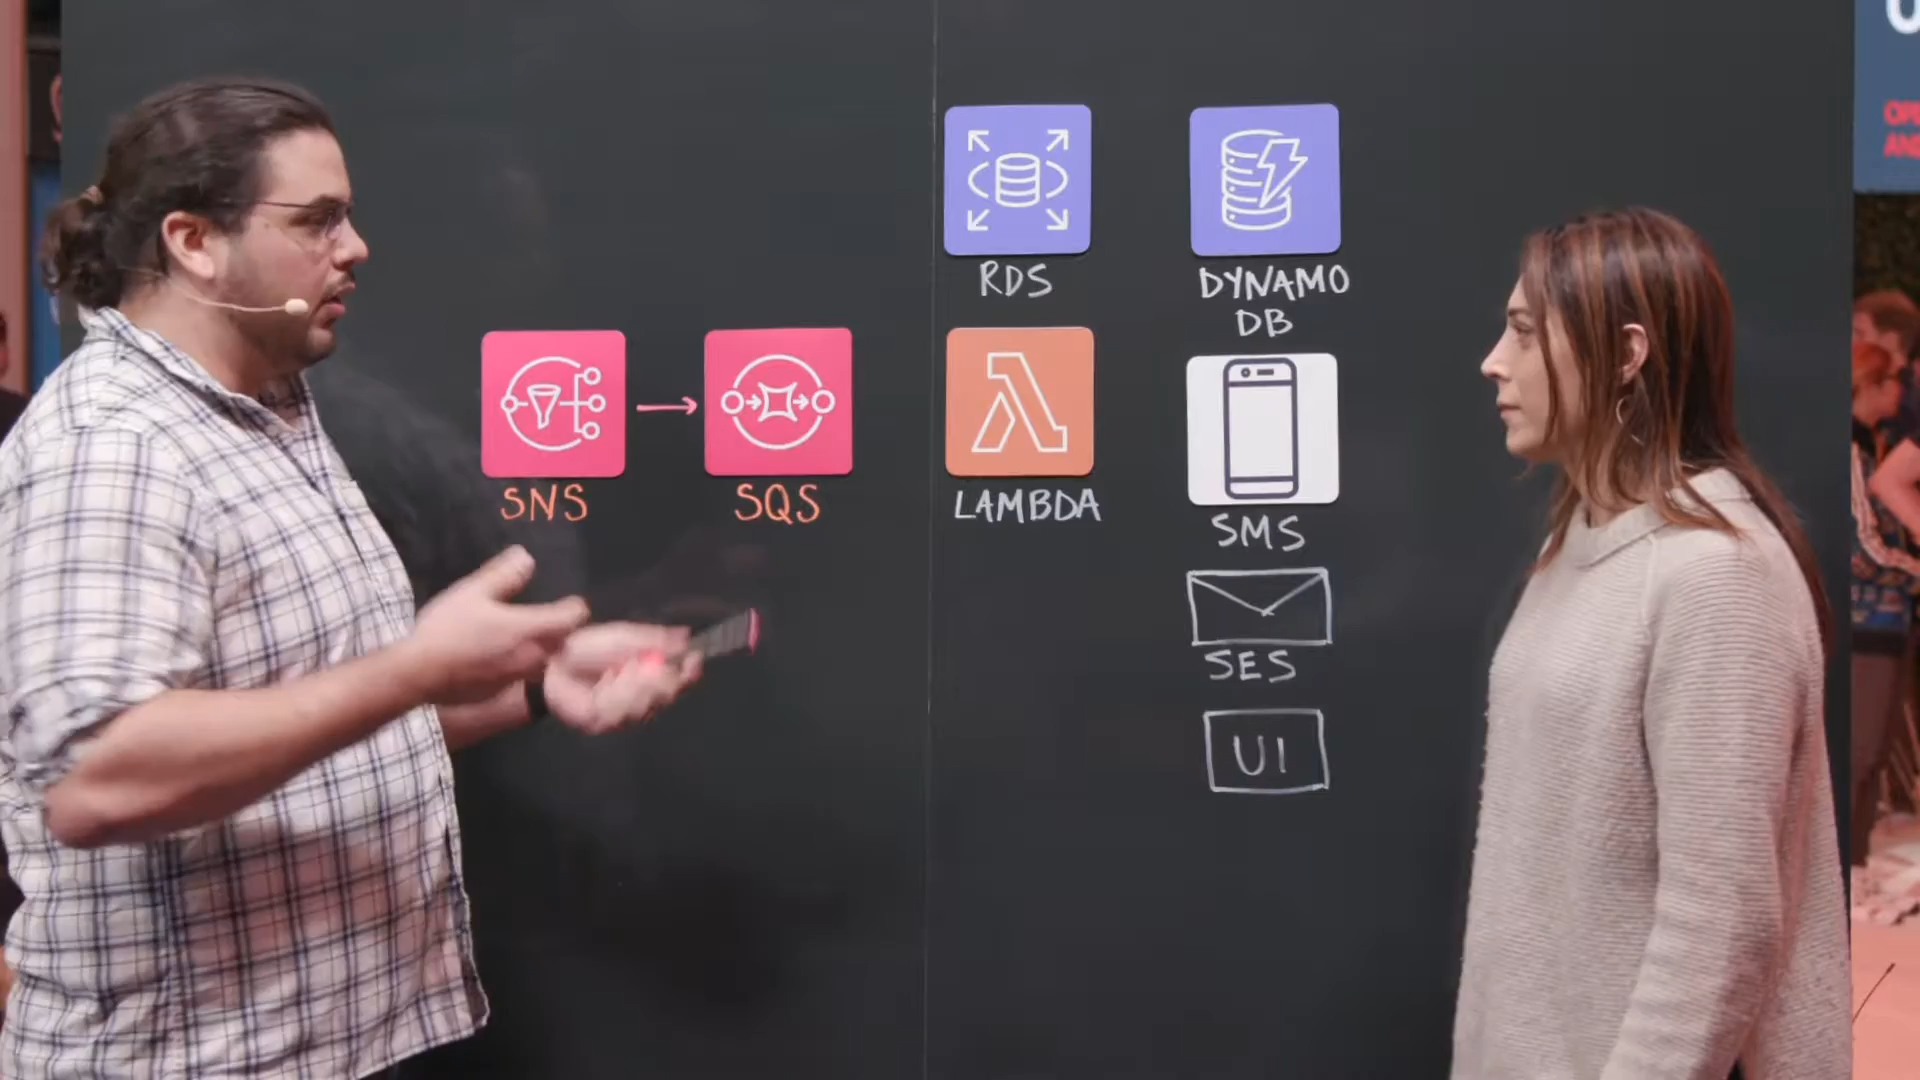 RDS
DYNAMO
DB
SNS
SQS
LAMBDA
SMS
SES
UI